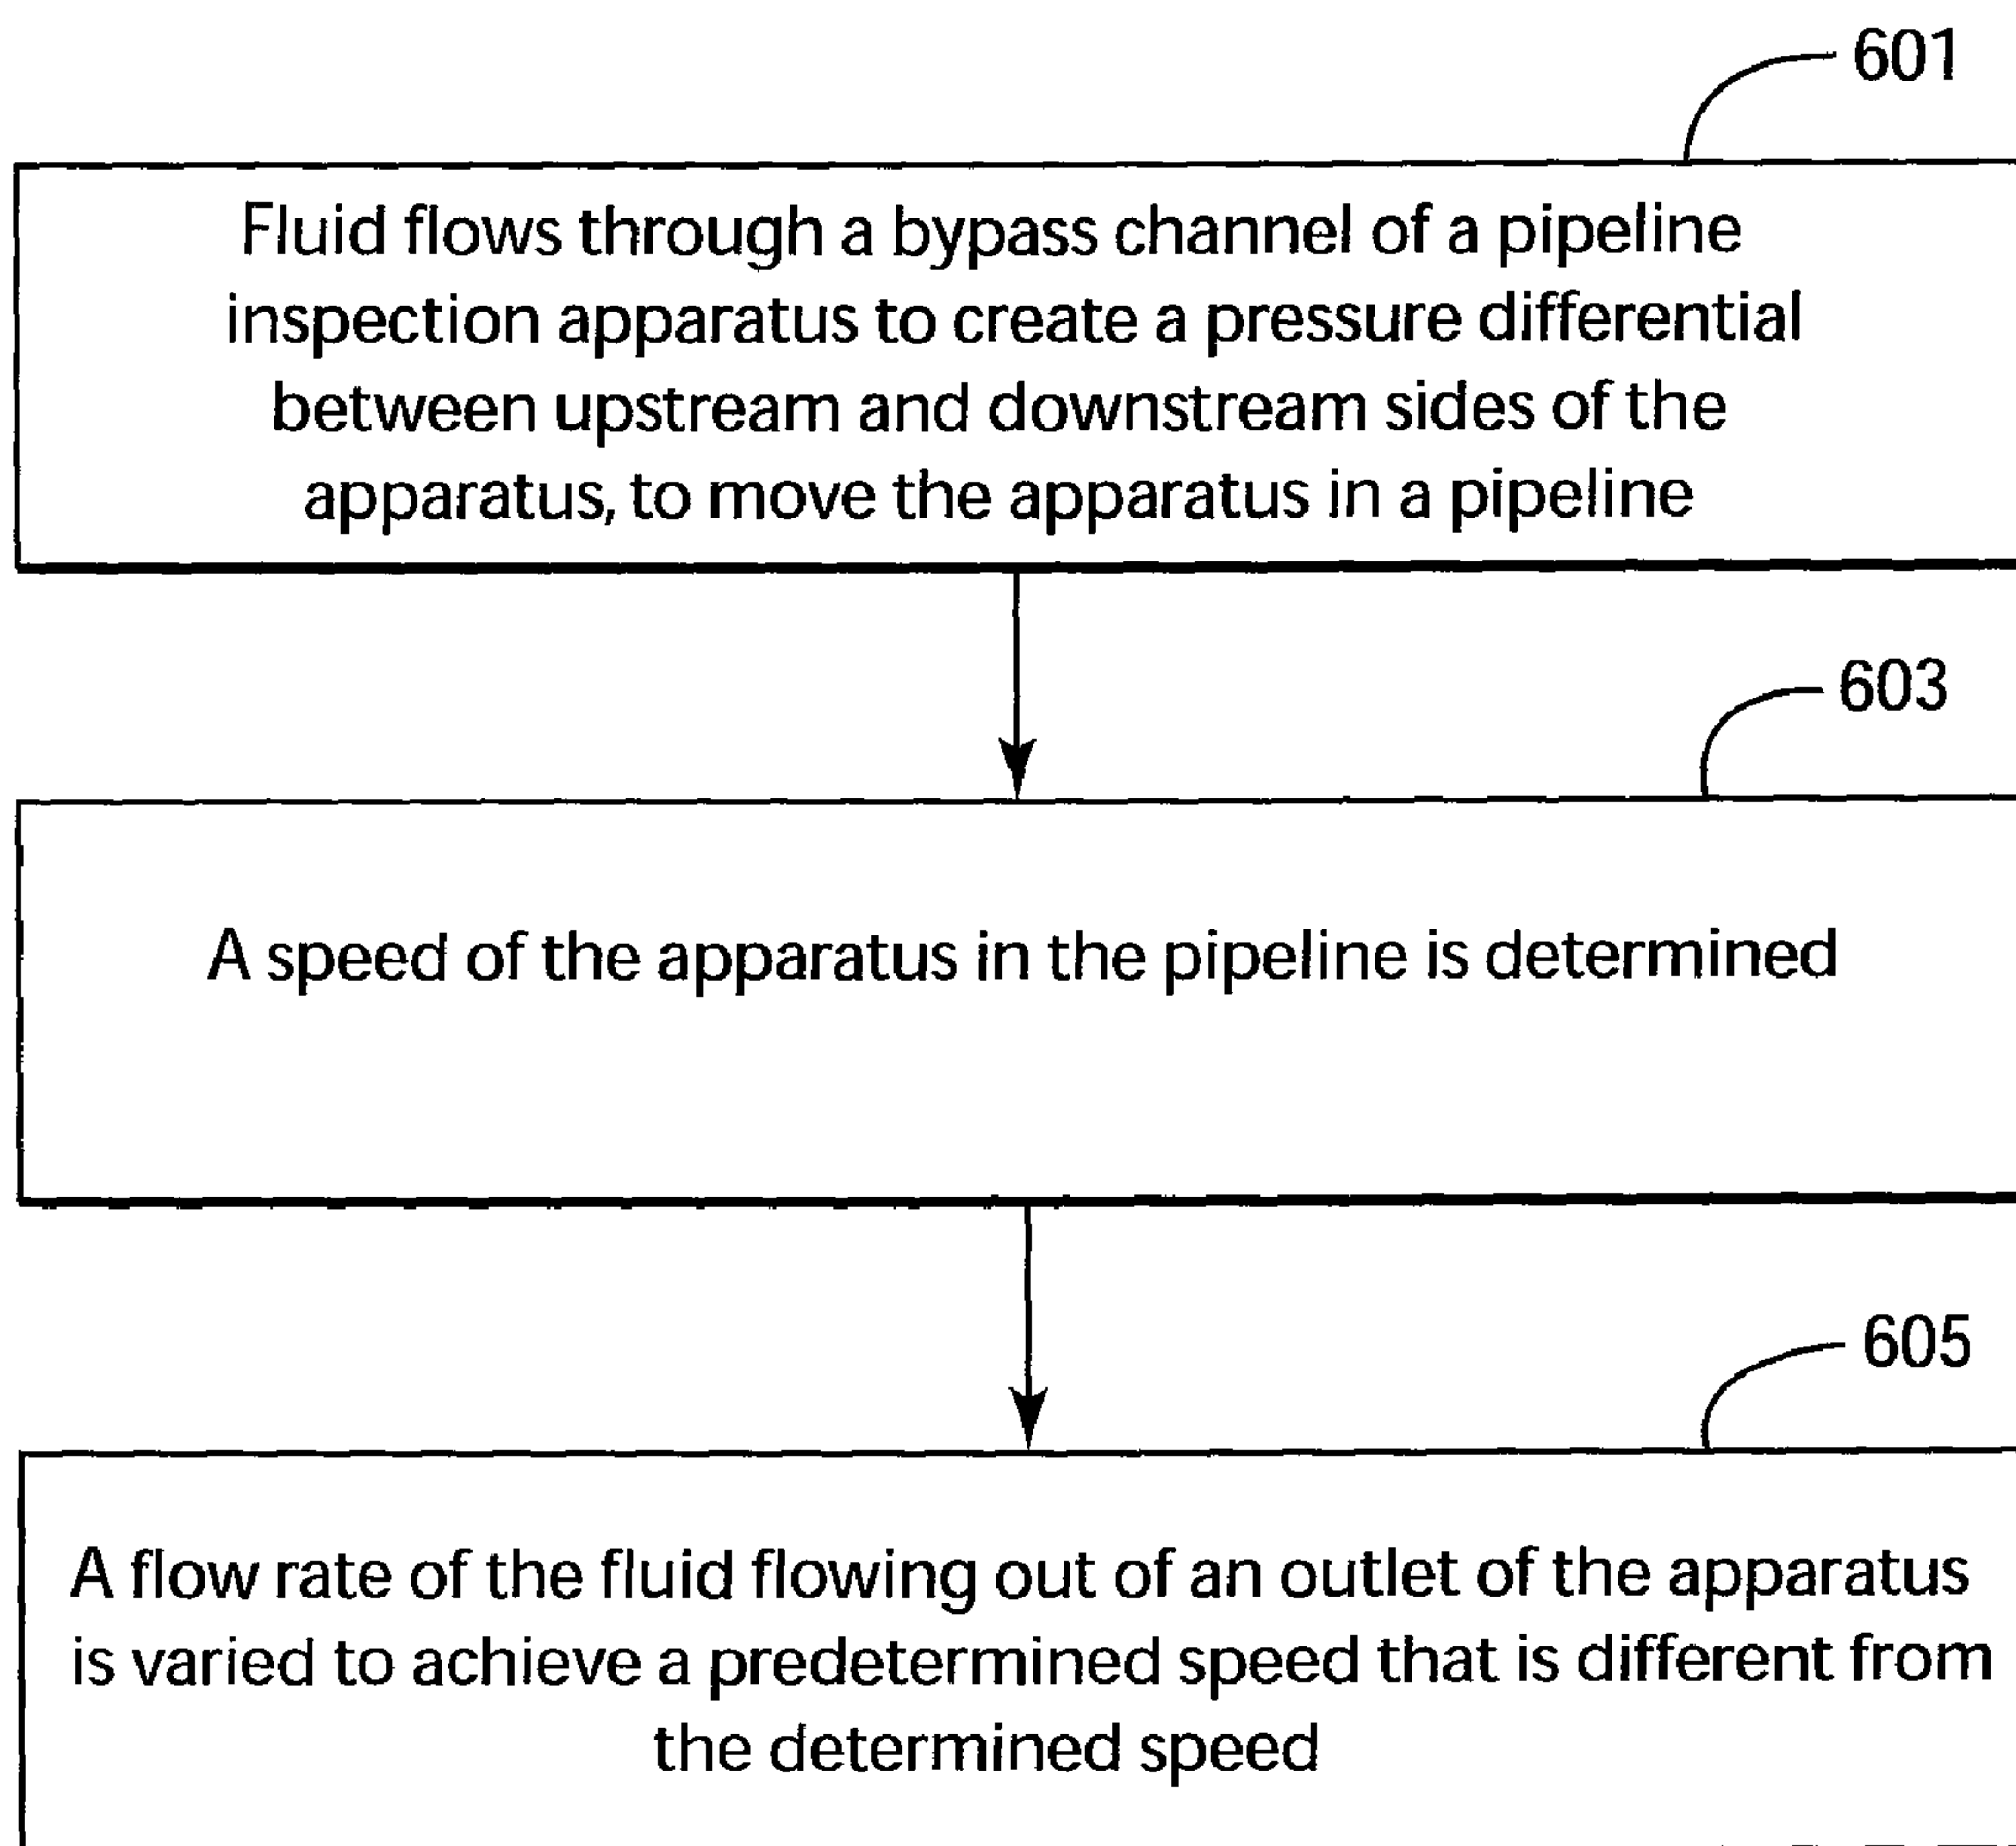 601
Fluid flows through a bypass channel of a pipeline
inspection apparatus to create a pressure differential
between upstream and downstream sides of the
apparatus, to move the apparatus in a pipeline
603
A speed of the apparatus in the pipeline is determined
605
A flow rate of the fluid flowing out of an outlet of the apparatus
is varied to achieve a predetermined speed that is different from
the determined speed